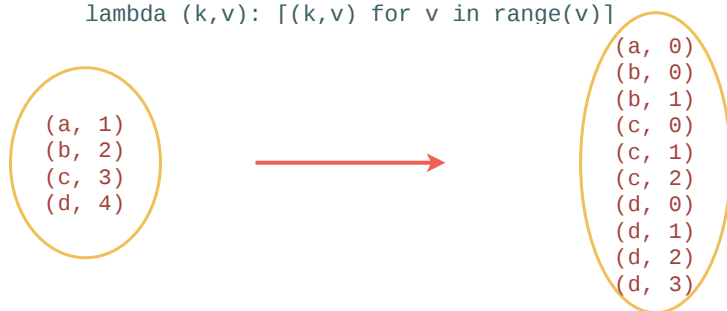 lambda (k,v): [(k,v) for v in range(v)]
(a, 1)
(b, 2)
(c, 3)
(d, 4)
(a, 0)
(b, 0)
(b, 1)
(c, 0)
(c, 1)
(c, 2)
(d, 0)
(d, 1)
(d, 2)
(d, 3)